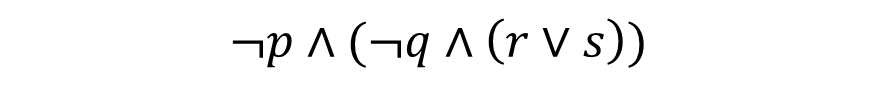 ¬p ∧ (¬q ∧ (r ∨ s))